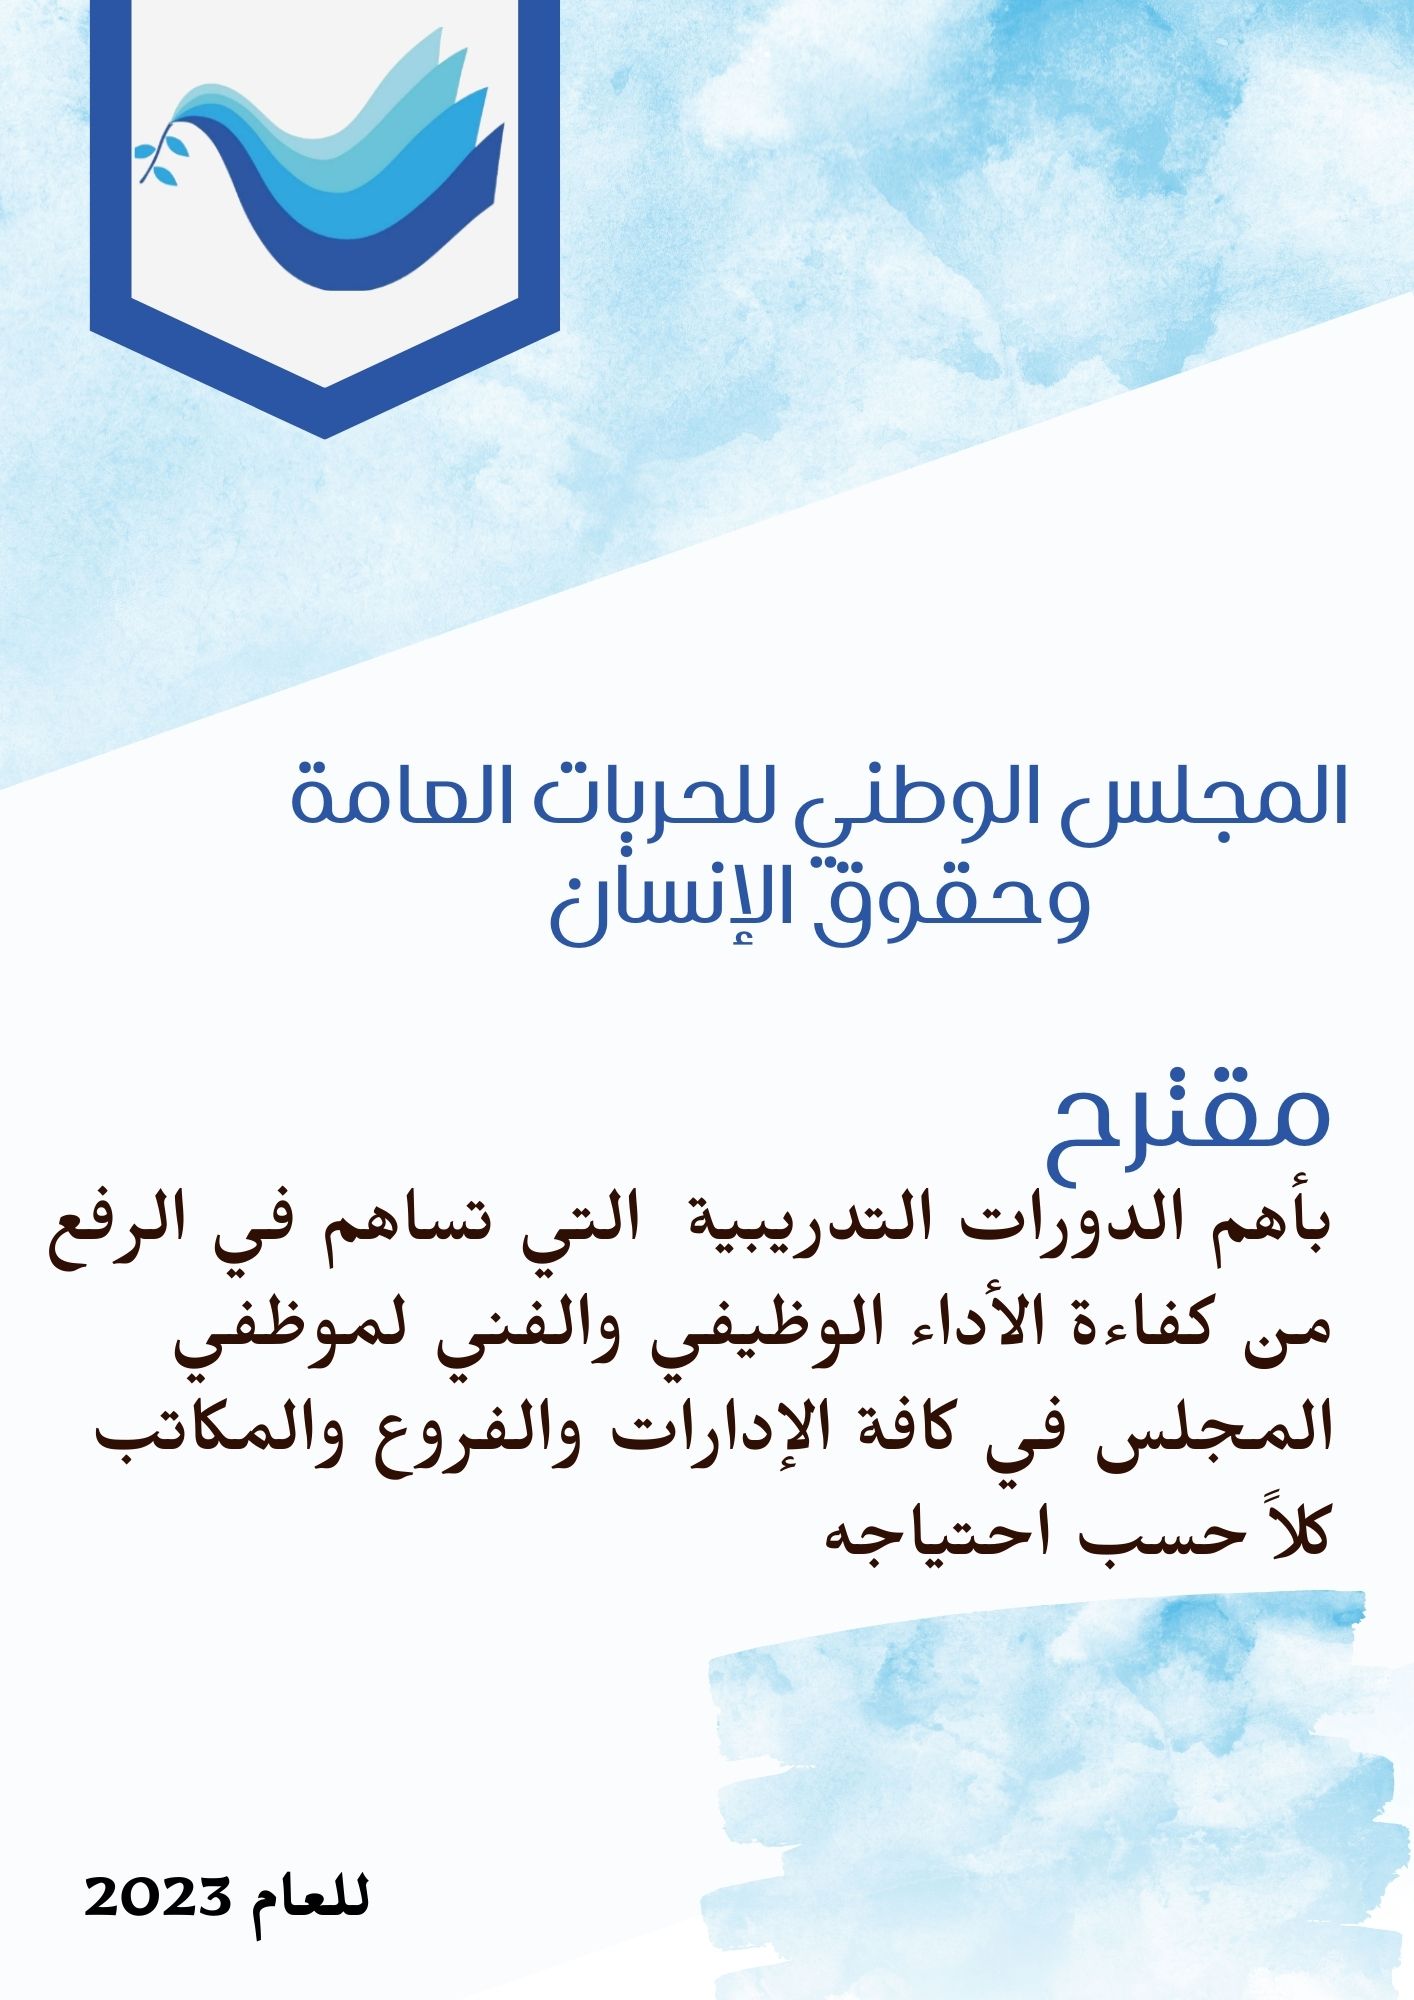 المجلس الوطني للحريات العامة
وحقوق الإنسان
مقترح
بأهم الدورات التدريبية التي تساهم في الرفع
من كفاءة الأداء الوظيفي والفني لموظفي
المجلس في كافة الإدارات والفروع والمكاتب
كلاً حسب احتياجه
للعام 2023